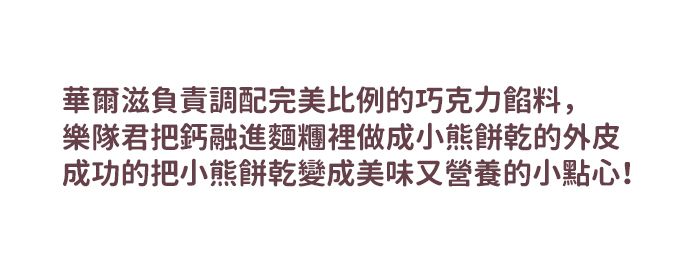 華爾滋負責調配完美比例的巧克力餡料，
樂隊君把鈣融進麵糰裡做成小熊餅乾的外皮
成功的把小熊餅乾變成美味又營養的小點心！